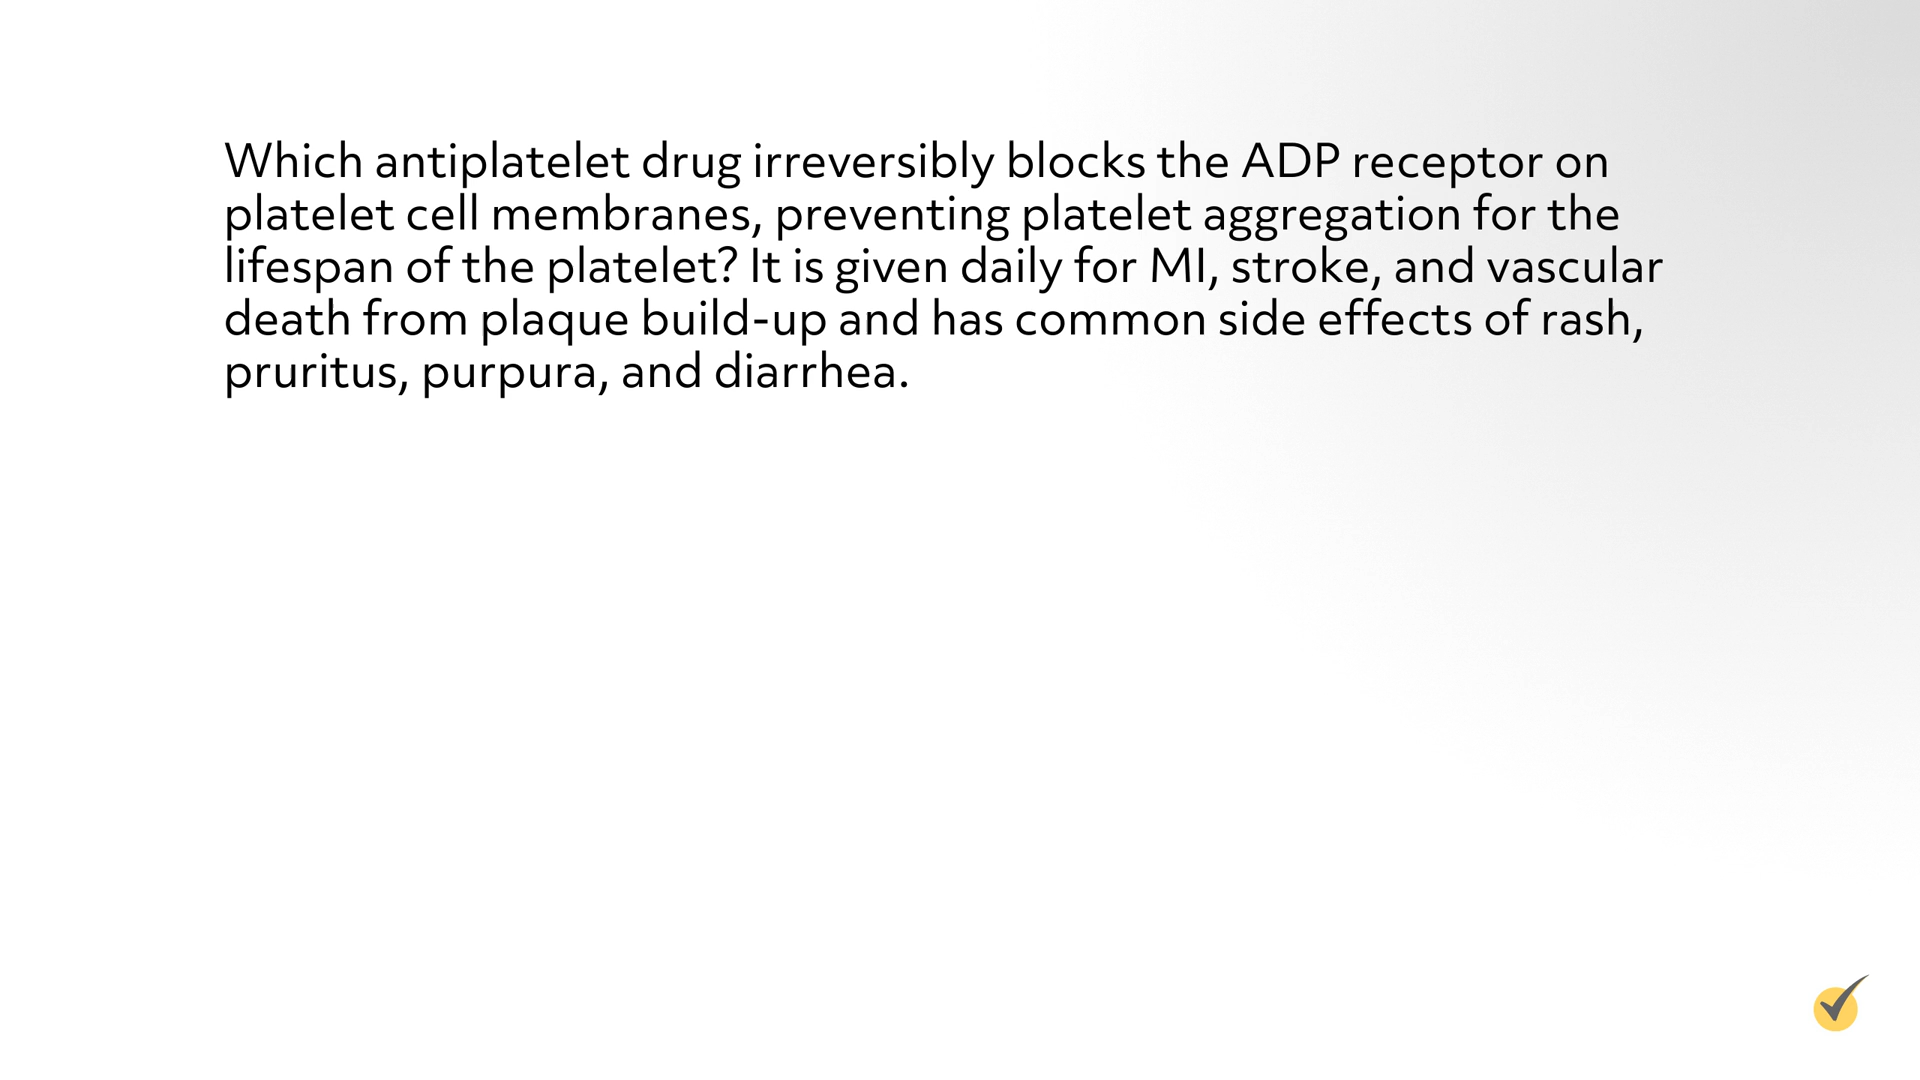 Which antiplatelet drug irreversibly blocks the ADP receptor on
platelet cell membranes, preventing platelet aggregation for the
lifespan of the platelet? It is given daily for MI, stroke, and vascular
death from plaque build-up and has common side effects of rash,
pruritus, purpura, and diarrhea.